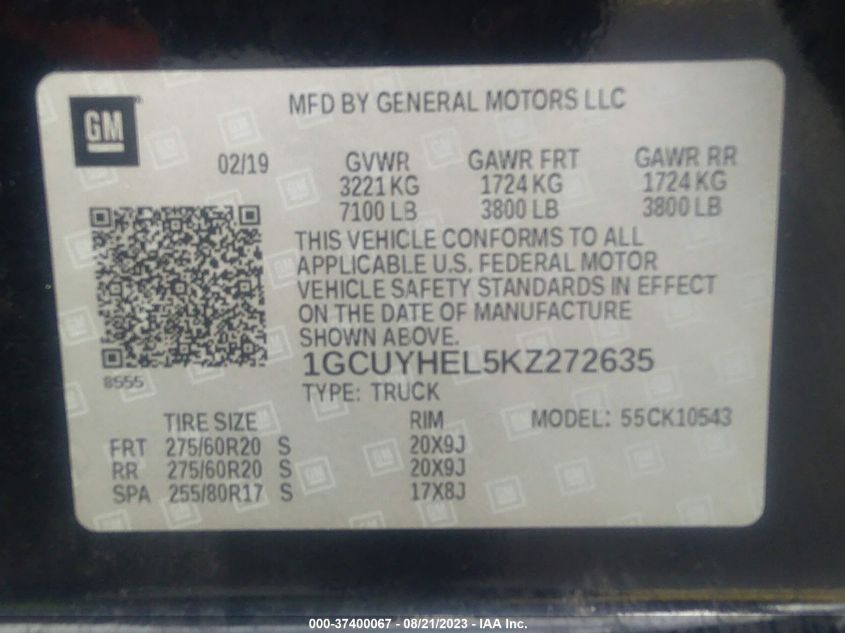 GM
MFD BY GENERAL MOTORS LLC
02/19 GVWR GAWR FRT GAWR RR
3221 KG 1724 KG 1724 KG
7100 LB 3800 LB 3800 LB
THIS VEHICLE CONFORMS TO ALL
APPLICABLE U.S. FEDERAL MOTOR
VEHICLE SAFETY STANDARDS IN EFFECT
ON THE DATE OF MANUFACTURE
SHOWN ABOVE.
8555
1GCUYHEL5KZ272635
TYPE: TRUCK
TIRE SIZE RIM MODEL: 55CK10543
FRT 275/60R20 S 20X9J
RR 275/60R20 S 20X9J
SPA 255/80R17 S 17X8J
000-37400067 - 08/21/2023 - IAA Inc.